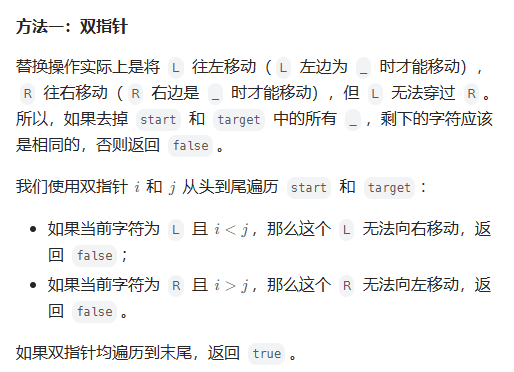 方法一：双指针
替换操作实际上是将 L 往左移动（ L 左边为 _ 时才能移动），
R 往右移动（ R 右边是 _ 时才能移动），但 L 无法穿过 R 。
所以，如果去掉 start 和 target 中的所有 _ ，剩下的字符应该
是相同的，否则返回 false 。
我们使用双指针 i 和 j 从头到尾遍历 start 和 target ：
• 如果当前字符为 L 且 i < j，那么这个 L 无法向右移动，返
回 false ；
• 如果当前字符为 R 且 i > j，那么这个 R 无法向左移动，返
回 false 。
如果双指针均遍历到末尾，返回 true 。